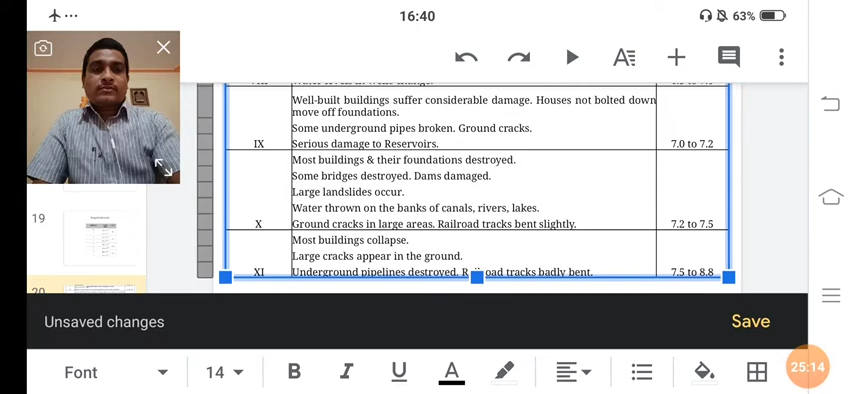 16:40
63%
Well-built buildings suffer considerable damage. Houses not bolted down
move off foundations.
Some underground pipes broken. Ground cracks.
IX Serious damage to Reservoirs. 7.0 to 7.2
Most buildings & their foundations destroyed.
Some bridges destroyed. Dams damaged.
Large landslides occur.
Water thrown on the banks of canals, rivers, lakes.
X Ground cracks in large areas. Railroad tracks bent slightly. 7.2 to 7.5
Most buildings collapse.
Large cracks appear in the ground.
XI Underground pipelines destroyed. Railroad tracks badly bent. 7.5 to 8.8
19
20
Unsaved changes Save
Font 14 B I U A
25:14